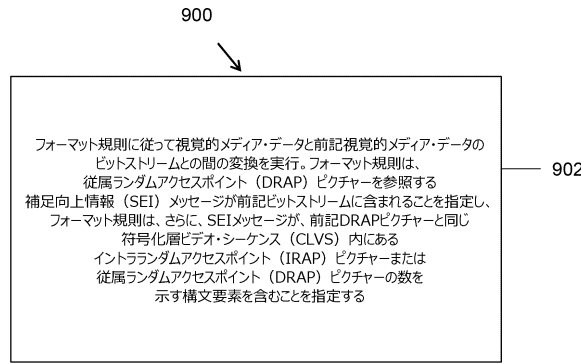 900
フォーマット規則に従って視覚的メディア・データと前記視覚的メディア・データの
ビットストリームとの間の変換を実行。フォーマット規則は、
従属ランダムアクセスポイント（DRAP）ピクチャーを参照する
補足向上情報（SEI）メッセージが前記ビットストリームに含まれることを指定し、
フォーマット規則は、さらに、SEIメッセージが、前記DRAPピクチャーと同じ
符号化層ビデオ・シーケンス（CLVS）内にある
イントラランダムアクセスポイント（IRAP）ピクチャーまたは
従属ランダムアクセスポイント（DRAP）ピクチャーの数を
示す構文要素を含むことを指定する
902